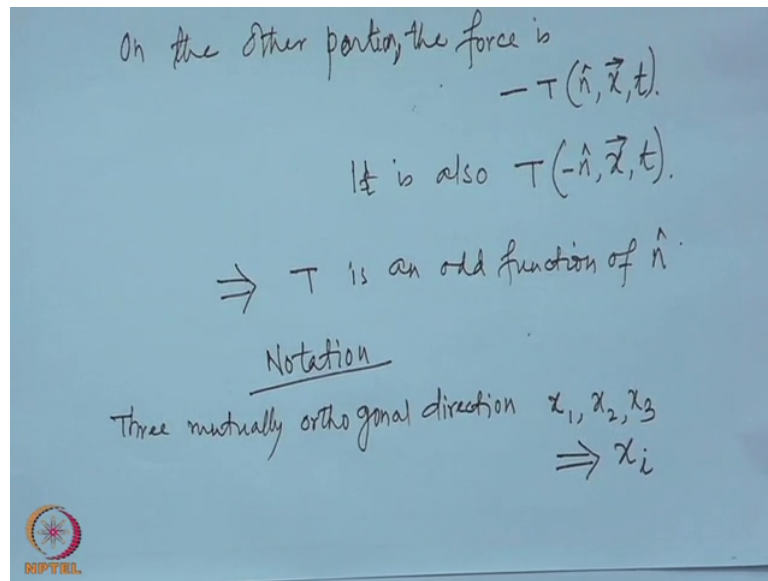 On the other portion, the force is
− T(n̂, x⃗, t).
It is also T(−n̂, x⃗, t).
⇒ T is an odd function of n̂.
Notation
Three mutually orthogonal direction x₁, x₂, x₃
⇒ xᵢ
NPTEL